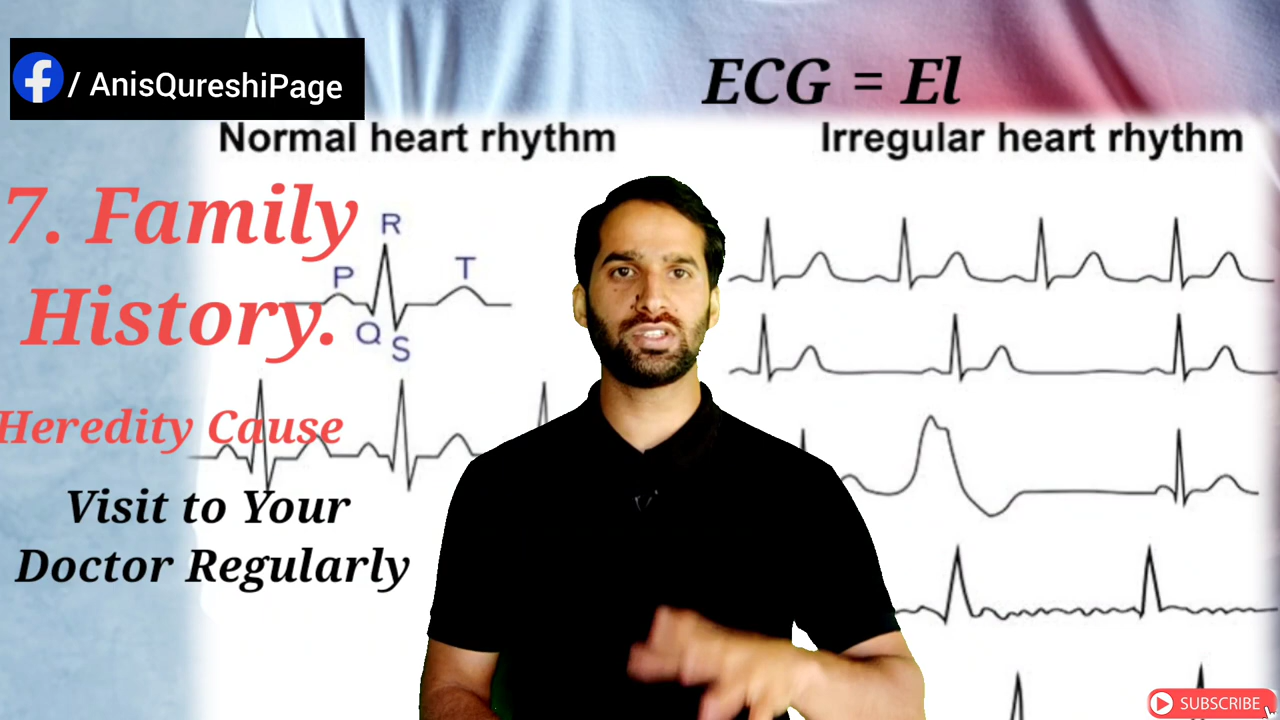 / AnisQureshiPage
ECG = El
Normal heart rhythm
Irregular heart rhythm
7. Family
History.
R
P
T
Q
S
Heredity Cause
Visit to Your
Doctor Regularly
SUBSCRIBE